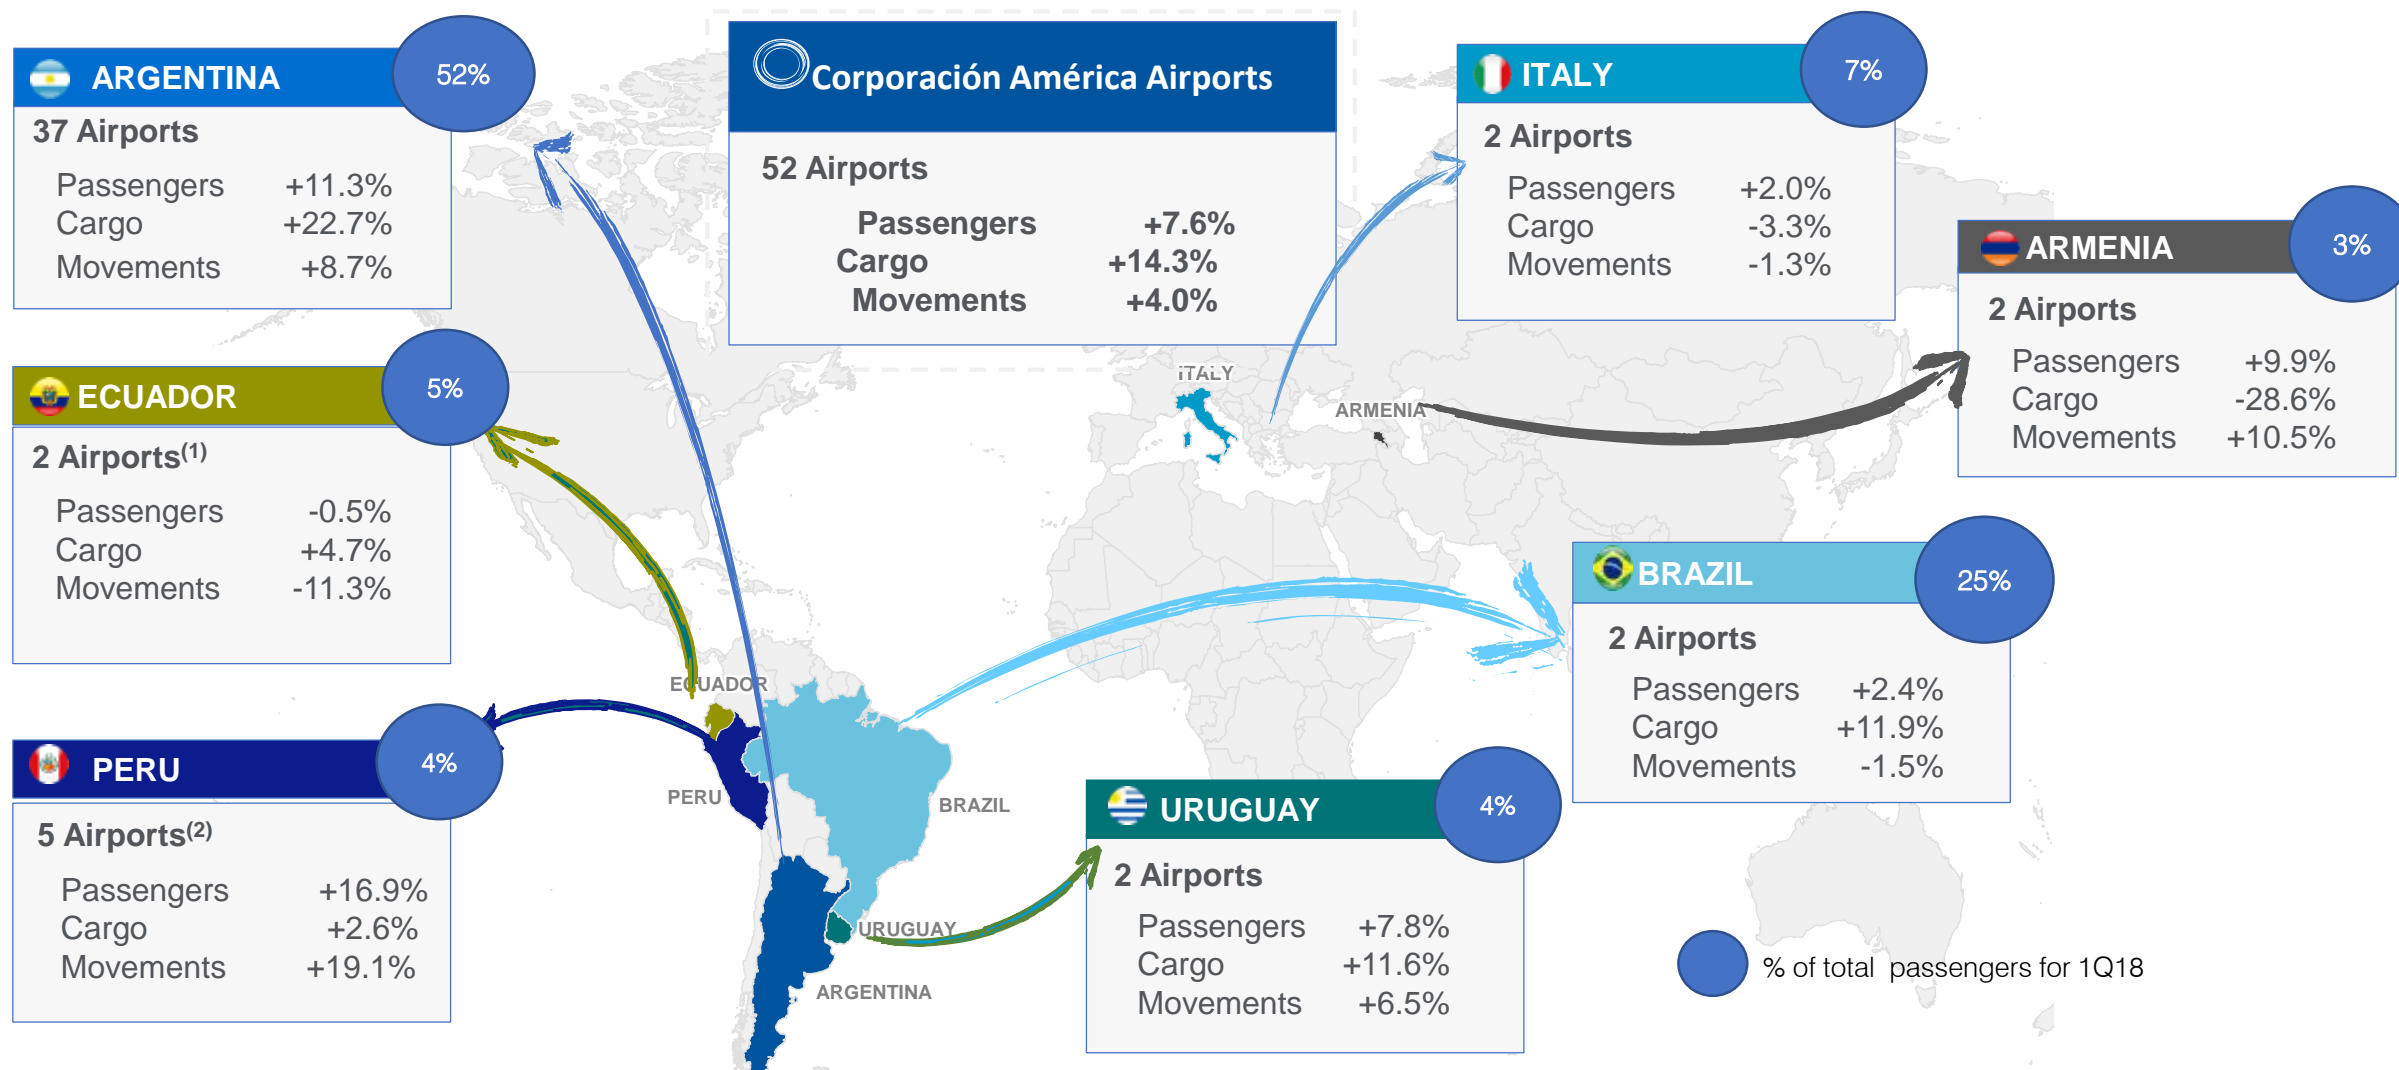 ARGENTINA 52%
37 Airports
Passengers +11.3%
Cargo +22.7%
Movements +8.7%
Corporación América Airports
52 Airports
Passengers +7.6%
Cargo +14.3%
Movements +4.0%
ITALY 7%
2 Airports
Passengers +2.0%
Cargo -3.3%
Movements -1.3%
ARMENIA 3%
2 Airports
Passengers +9.9%
Cargo -28.6%
Movements +10.5%
ECUADOR 5%
2 Airports(1)
Passengers -0.5%
Cargo +4.7%
Movements -11.3%
ITALY
ARMENIA
BRAZIL 25%
2 Airports
Passengers +2.4%
Cargo +11.9%
Movements -1.5%
ECUADOR
PERU
BRAZIL
URUGUAY
ARGENTINA
PERU 4%
5 Airports(2)
Passengers +16.9%
Cargo +2.6%
Movements +19.1%
URUGUAY 4%
2 Airports
Passengers +7.8%
Cargo +11.6%
Movements +6.5%
% of total passengers for 1Q18